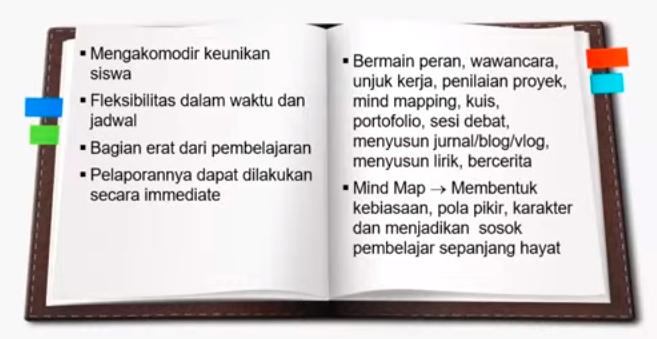 ▪ Mengakomodir keunikan
siswa
▪ Fleksibilitas dalam waktu dan
jadwal
▪ Bagian erat dari pembelajaran
▪ Pelaporannya dapat dilakukan
secara immediate
▪ Bermain peran, wawancara,
unjuk kerja, penilaian proyek,
mind mapping, kuis,
portofolio, sesi debat,
menyusun jurnal/blog/vlog,
menyusun lirik, bercerita
▪ Mind Map → Membentuk
kebiasaan, pola pikir, karakter
dan menjadikan sosok
pembelajar sepanjang hayat